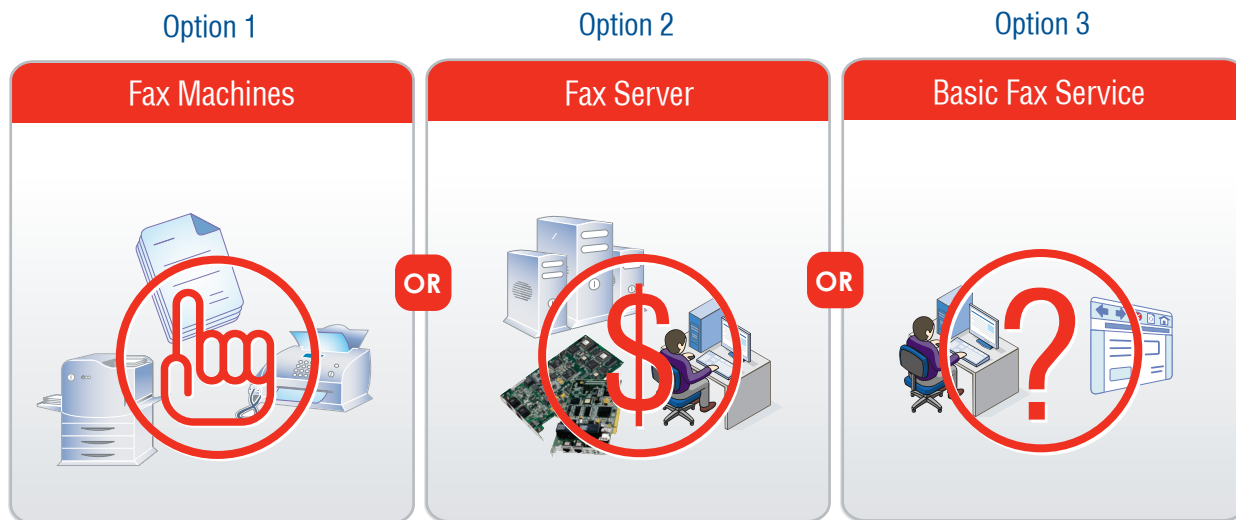 Option 1
Option 2
Option 3
Fax Machines
Fax Server
Basic Fax Service
OR
OR
$
?